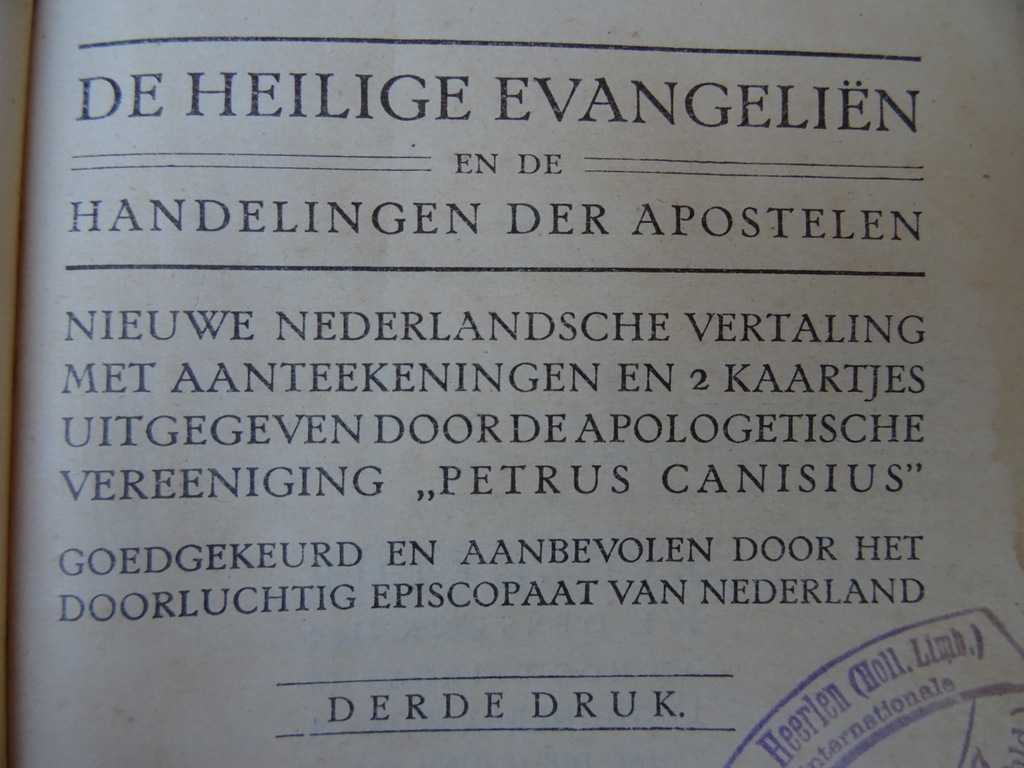 DE HEILIGE EVANGELIËN
EN DE
HANDELINGEN DER APOSTELEN
NIEUWE NEDERLANDSCHE VERTALING
MET AANTEEKENINGEN EN 2 KAARTJES
UITGEGEVEN DOOR DE APOLOGETISCHE
VEREENIGING „PETRUS CANISIUS”
GOEDGEKEURD EN AANBEVOLEN DOOR HET
DOORLUCHTIG EPISCOPAAT VAN NEDERLAND
DERDE DRUK.
Heerlen (Holl. Limb.)
Internationale